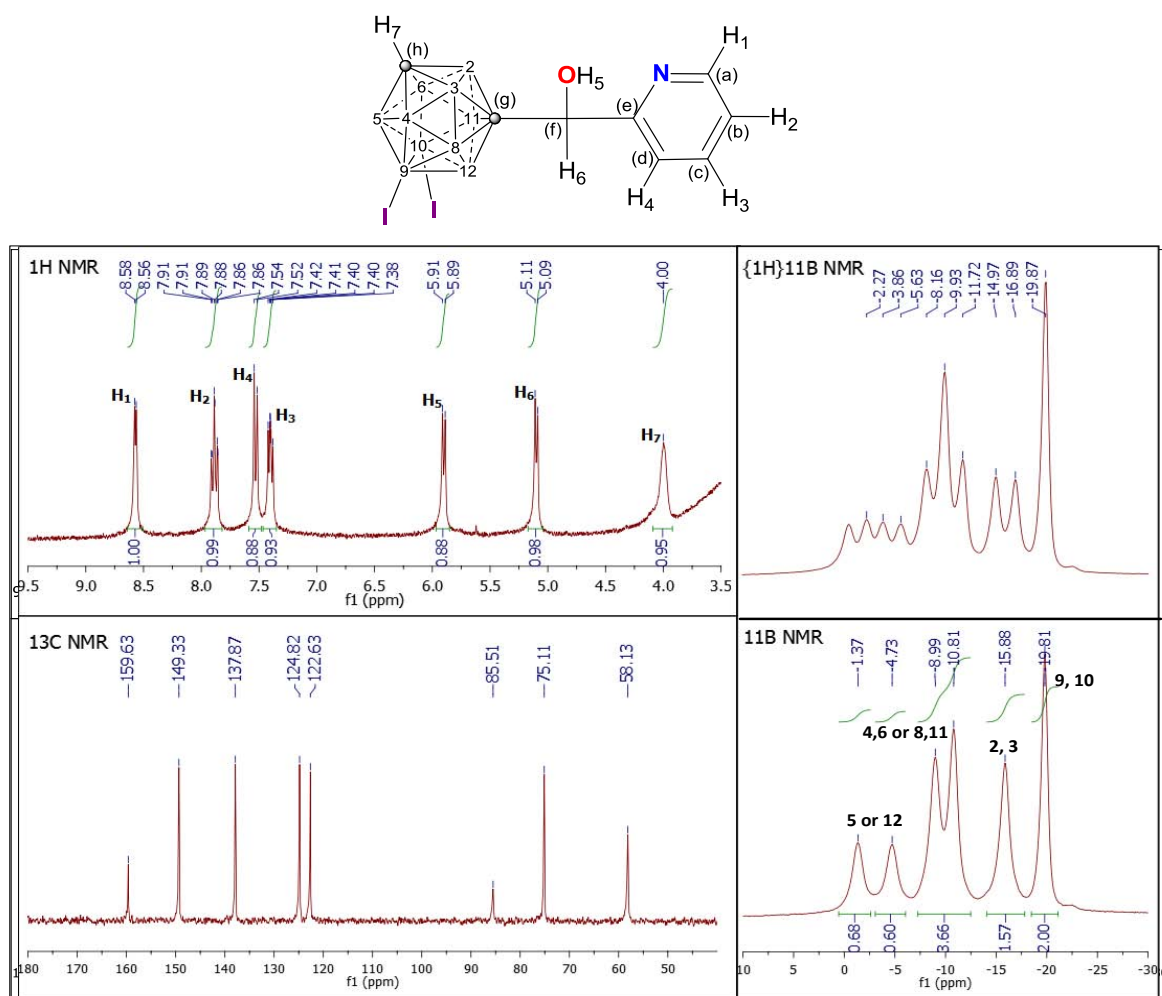 H7
(h)
2
OH5
N
H1
(a)
6
3
(g)
(e)
5
4
11
(f)
(b)
H2
10
8
(d)
(c)
9
12
H6
H4
H3
I
I
1H NMR
8.58
8.56
7.91
7.91
7.89
7.88
7.86
7.86
7.54
7.52
7.42
7.41
7.40
7.40
7.38
5.91
5.89
5.11
5.09
4.00
H1
H2
H4
H3
H5
H6
H7
1.00
0.99
0.88
0.93
0.88
0.98
0.95
9.5 9.0 8.5 8.0 7.5 7.0 6.5 6.0 5.5 5.0 4.5 4.0 3.5
f1 (ppm)
{1H}11B NMR
-2.27
-3.86
-5.63
-8.16
-9.93
-11.72
-14.97
-16.89
-19.87
13C NMR
159.63
149.33
137.87
124.82
122.63
85.51
75.11
58.13
180 170 160 150 140 130 120 110 100 90 80 70 60 50
f1 (ppm)
11B NMR
-1.37
-4.73
-8.99
10.81
-15.88
19.81
9, 10
4,6 or 8,11
2, 3
5 or 12
0.68
0.60
3.66
1.57
2.00
10 5 0 -5 -10 -15 -20 -25 -30
f1 (ppm)